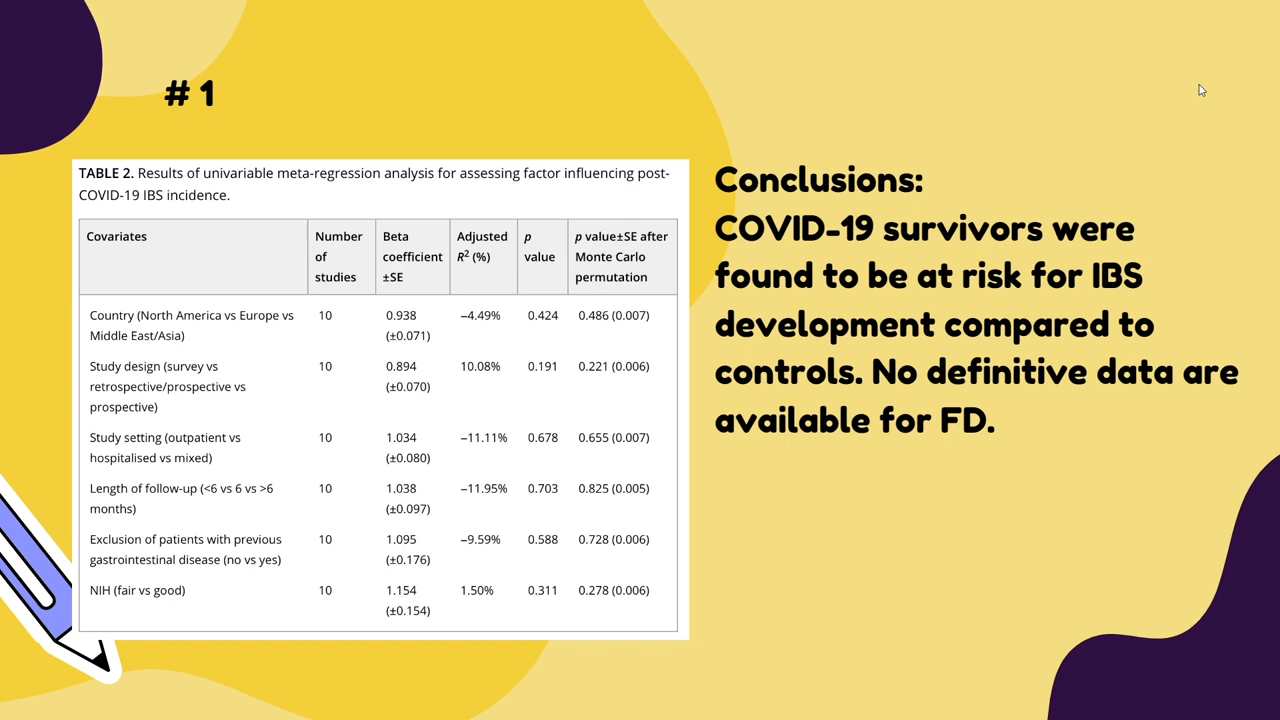 # 1
TABLE 2. Results of univariable meta-regression analysis for assessing factor influencing post-
COVID-19 IBS incidence.
Covariates Number of studies Beta coefficient ±SE Adjusted R² (%) p value p value±SE after Monte Carlo permutation
Country (North America vs Europe vs Middle East/Asia) 10 0.938 (±0.071) −4.49% 0.424 0.486 (0.007)
Study design (survey vs retrospective/prospective vs prospective) 10 0.894 (±0.070) 10.08% 0.191 0.221 (0.006)
Study setting (outpatient vs hospitalised vs mixed) 10 1.034 (±0.080) −11.11% 0.678 0.655 (0.007)
Length of follow-up (<6 vs 6 vs >6 months) 10 1.038 (±0.097) −11.95% 0.703 0.825 (0.005)
Exclusion of patients with previous gastrointestinal disease (no vs yes) 10 1.095 (±0.176) −9.59% 0.588 0.728 (0.006)
NIH (fair vs good) 10 1.154 (±0.154) 1.50% 0.311 0.278 (0.006)
Conclusions:
COVID-19 survivors were
found to be at risk for IBS
development compared to
controls. No definitive data are
available for FD.